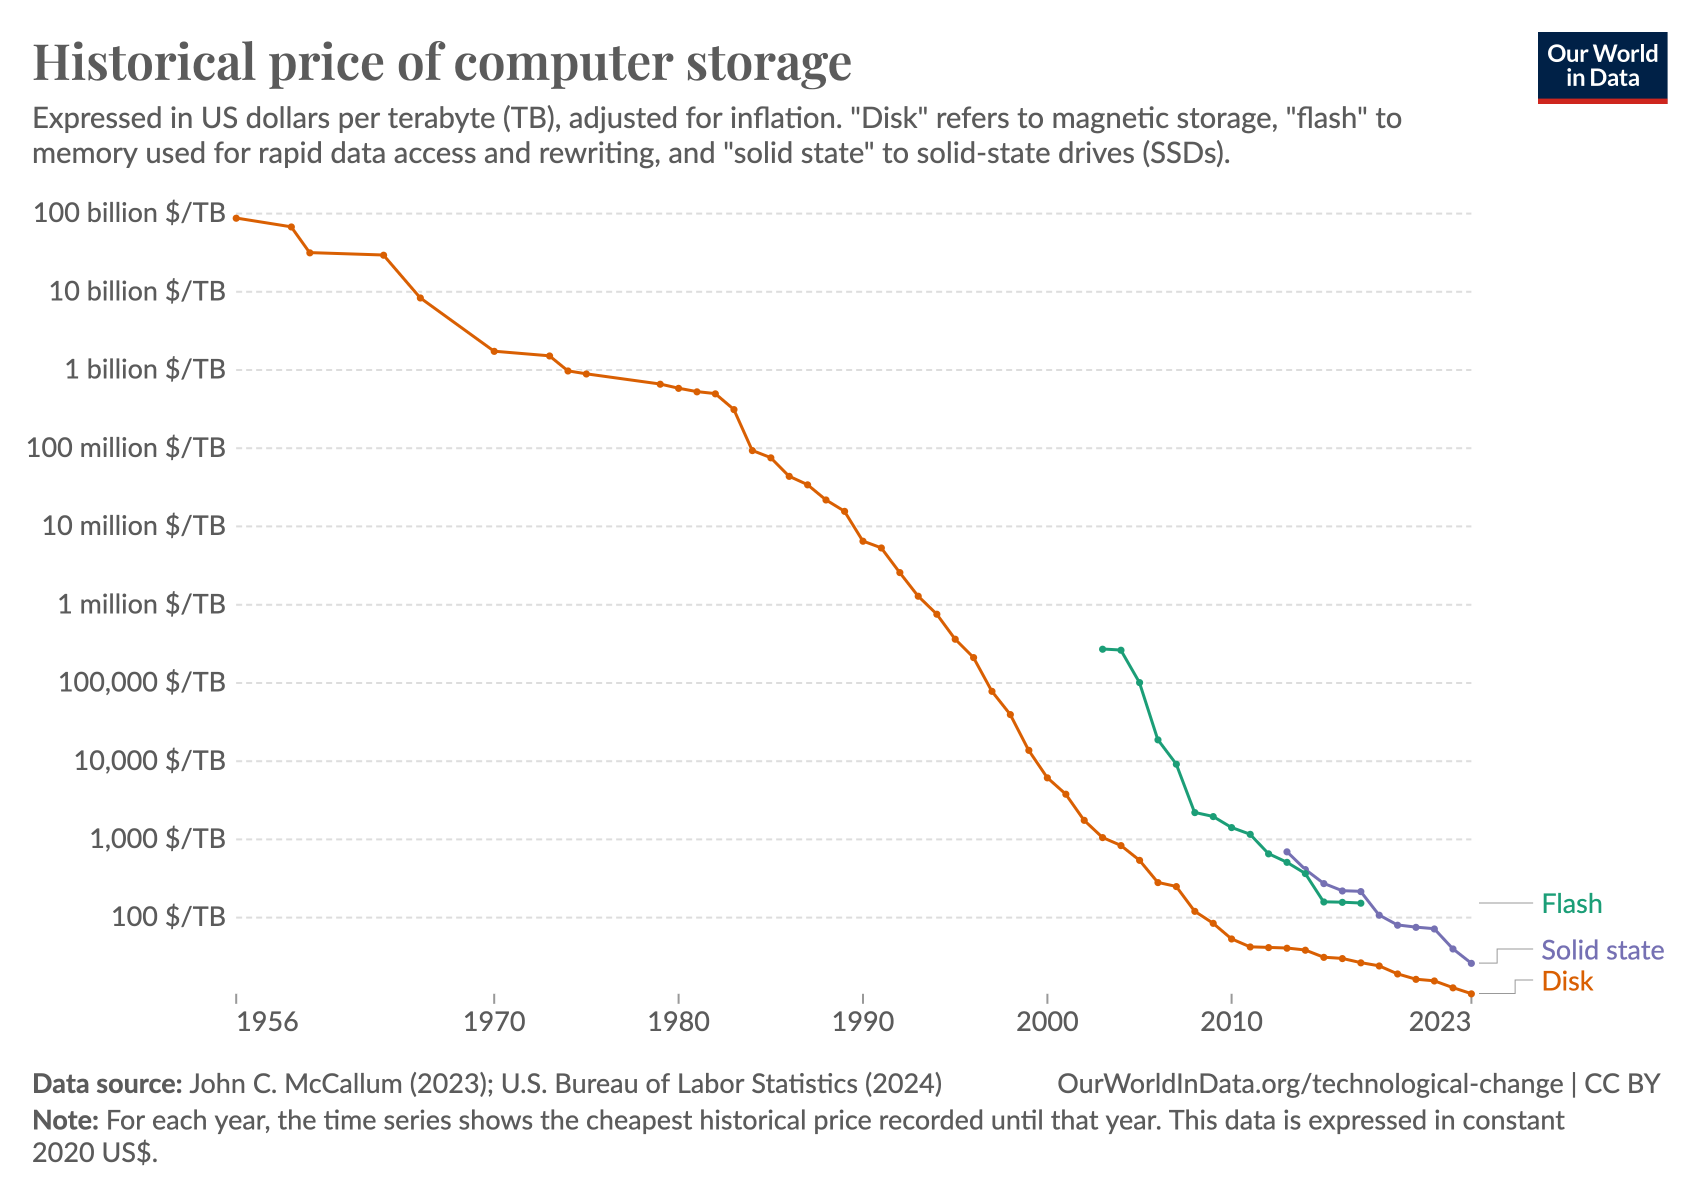 Historical price of computer storage
Our World
in Data
Expressed in US dollars per terabyte (TB), adjusted for inflation. "Disk" refers to magnetic storage, "flash" to
memory used for rapid data access and rewriting, and "solid state" to solid-state drives (SSDs).
100 billion $/TB
10 billion $/TB
1 billion $/TB
100 million $/TB
10 million $/TB
1 million $/TB
100,000 $/TB
10,000 $/TB
1,000 $/TB
100 $/TB
Flash
Solid state
Disk
1956 1970 1980 1990 2000 2010 2023
Data source: John C. McCallum (2023); U.S. Bureau of Labor Statistics (2024) OurWorldInData.org/technological-change | CC BY
Note: For each year, the time series shows the cheapest historical price recorded until that year. This data is expressed in constant
2020 US$.